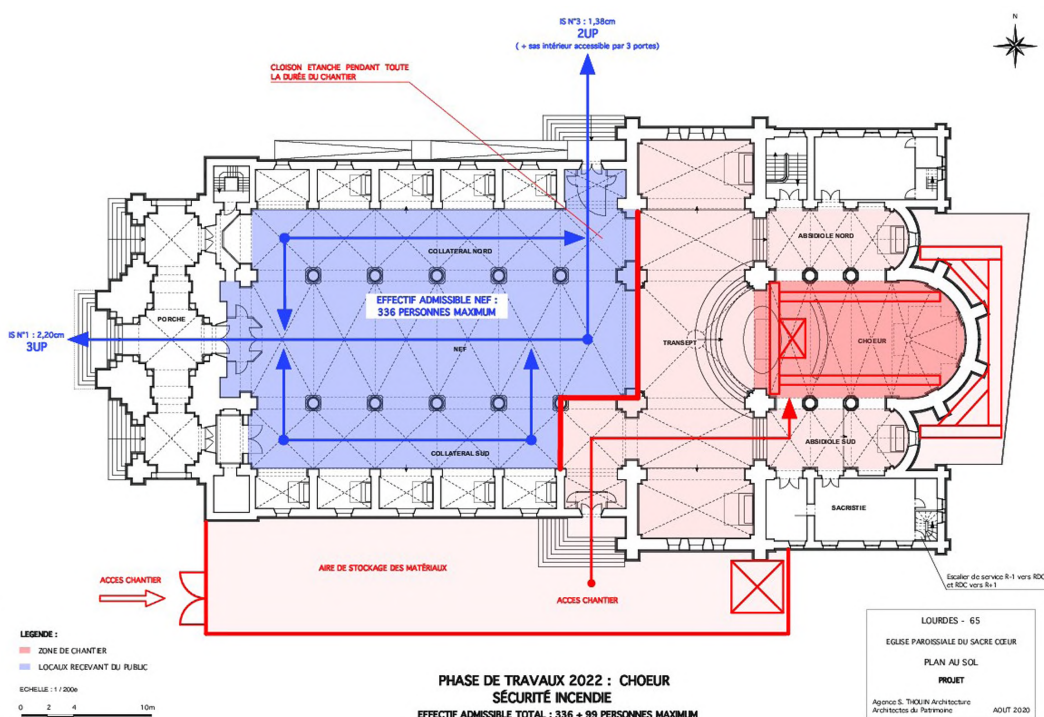 IS N°3 : 1,38cm
2UP
( + sas intérieur accessible par 3 portes)
N
CLOISON ETANCHE PENDANT TOUTE
LA DURÉE DU CHANTIER
COLLATERAL NORD
ABSIDIOLE NORD
EFFECTIF ADMISSIBLE NEF :
336 PERSONNES MAXIMUM
IS N°1 : 2,20cm
3UP
PORCHE
NEF
TRANSEPT
CHOEUR
COLLATERAL SUD
ABSIDIOLE SUD
SACRISTIE
AIRE DE STOCKAGE DES MATÉRIAUX
ACCES CHANTIER
ACCES CHANTIER
Escalier de service R-1 vers RDC
et RDC vers R+1
LEGENDE :
ZONE DE CHANTIER
LOCAUX RECEVANT DU PUBLIC
ECHELLE : 1 / 200e
0 2 4 10m
PHASE DE TRAVAUX 2022 : CHOEUR
SÉCURITÉ INCENDIE
EFFECTIF ADMISSIBLE TOTAL : 336 + 99 PERSONNES MAXIMUM
LOURDES - 65
EGLISE PAROISSIALE DU SACRE CŒUR
PLAN AU SOL
PROJET
Agence S. THOUIN Architecture
Architectes du Patrimoine
AOUT 2020